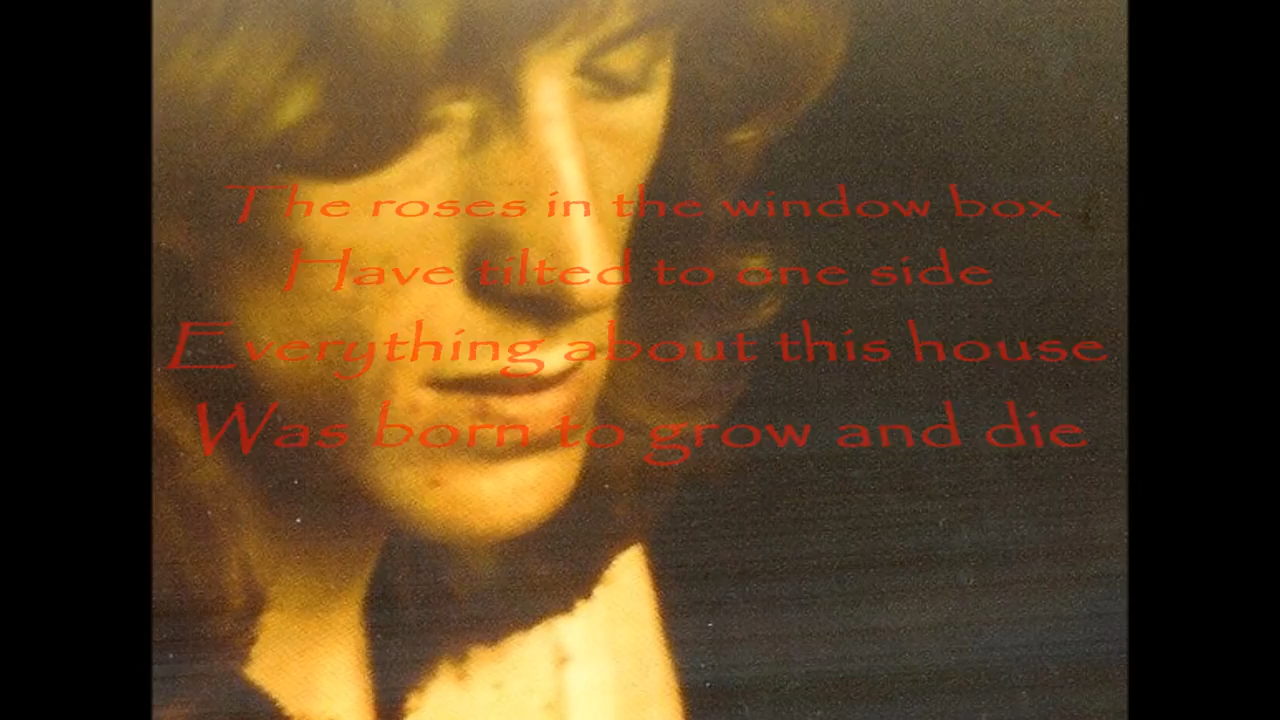 The roses in the window box
Have tilted to one side
Everything about this house
Was born to grow and die